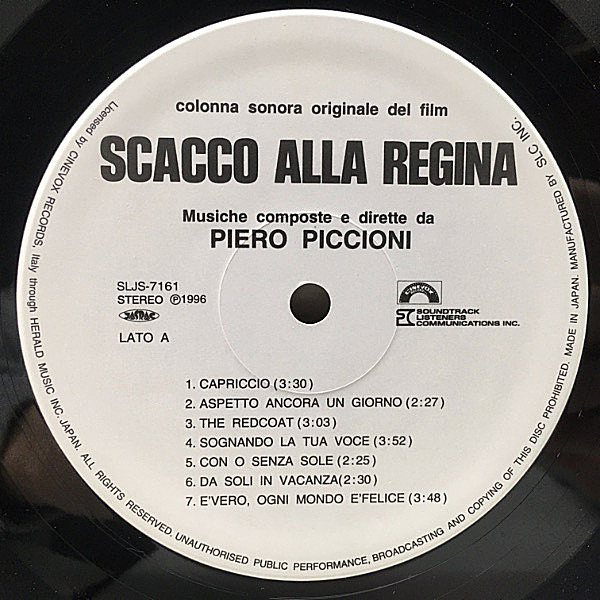 colonna sonora originale del film
SCACCO ALLA REGINA
Musiche composte e dirette da
PIERO PICCIONI
SLJS-7161
STEREO ℗1996
JASRAC
LATO A
CINEVOX
SOUNDTRACK
LISTENERS
COMMUNICATIONS INC.
1. CAPRICCIO (3:30)
2. ASPETTO ANCORA UN GIORNO (2:27)
3. THE REDCOAT (3:03)
4. SOGNANDO LA TUA VOCE (3:52)
5. CON O SENZA SOLE (2:25)
6. DA SOLI IN VACANZA(2:30)
7. E'VERO, OGNI MONDO E'FELICE (3:48)
Licensed by CINEVOX RECORDS, Italy through HERALD MUSIC INC. JAPAN. ALL RIGHTS RESERVED. UNAUTHORISED PUBLIC PERFORMANCE, BROADCASTING AND COPYING OF THIS DISC PROHIBITED. MADE IN JAPAN. MANUFACTURED BY SLC INC.